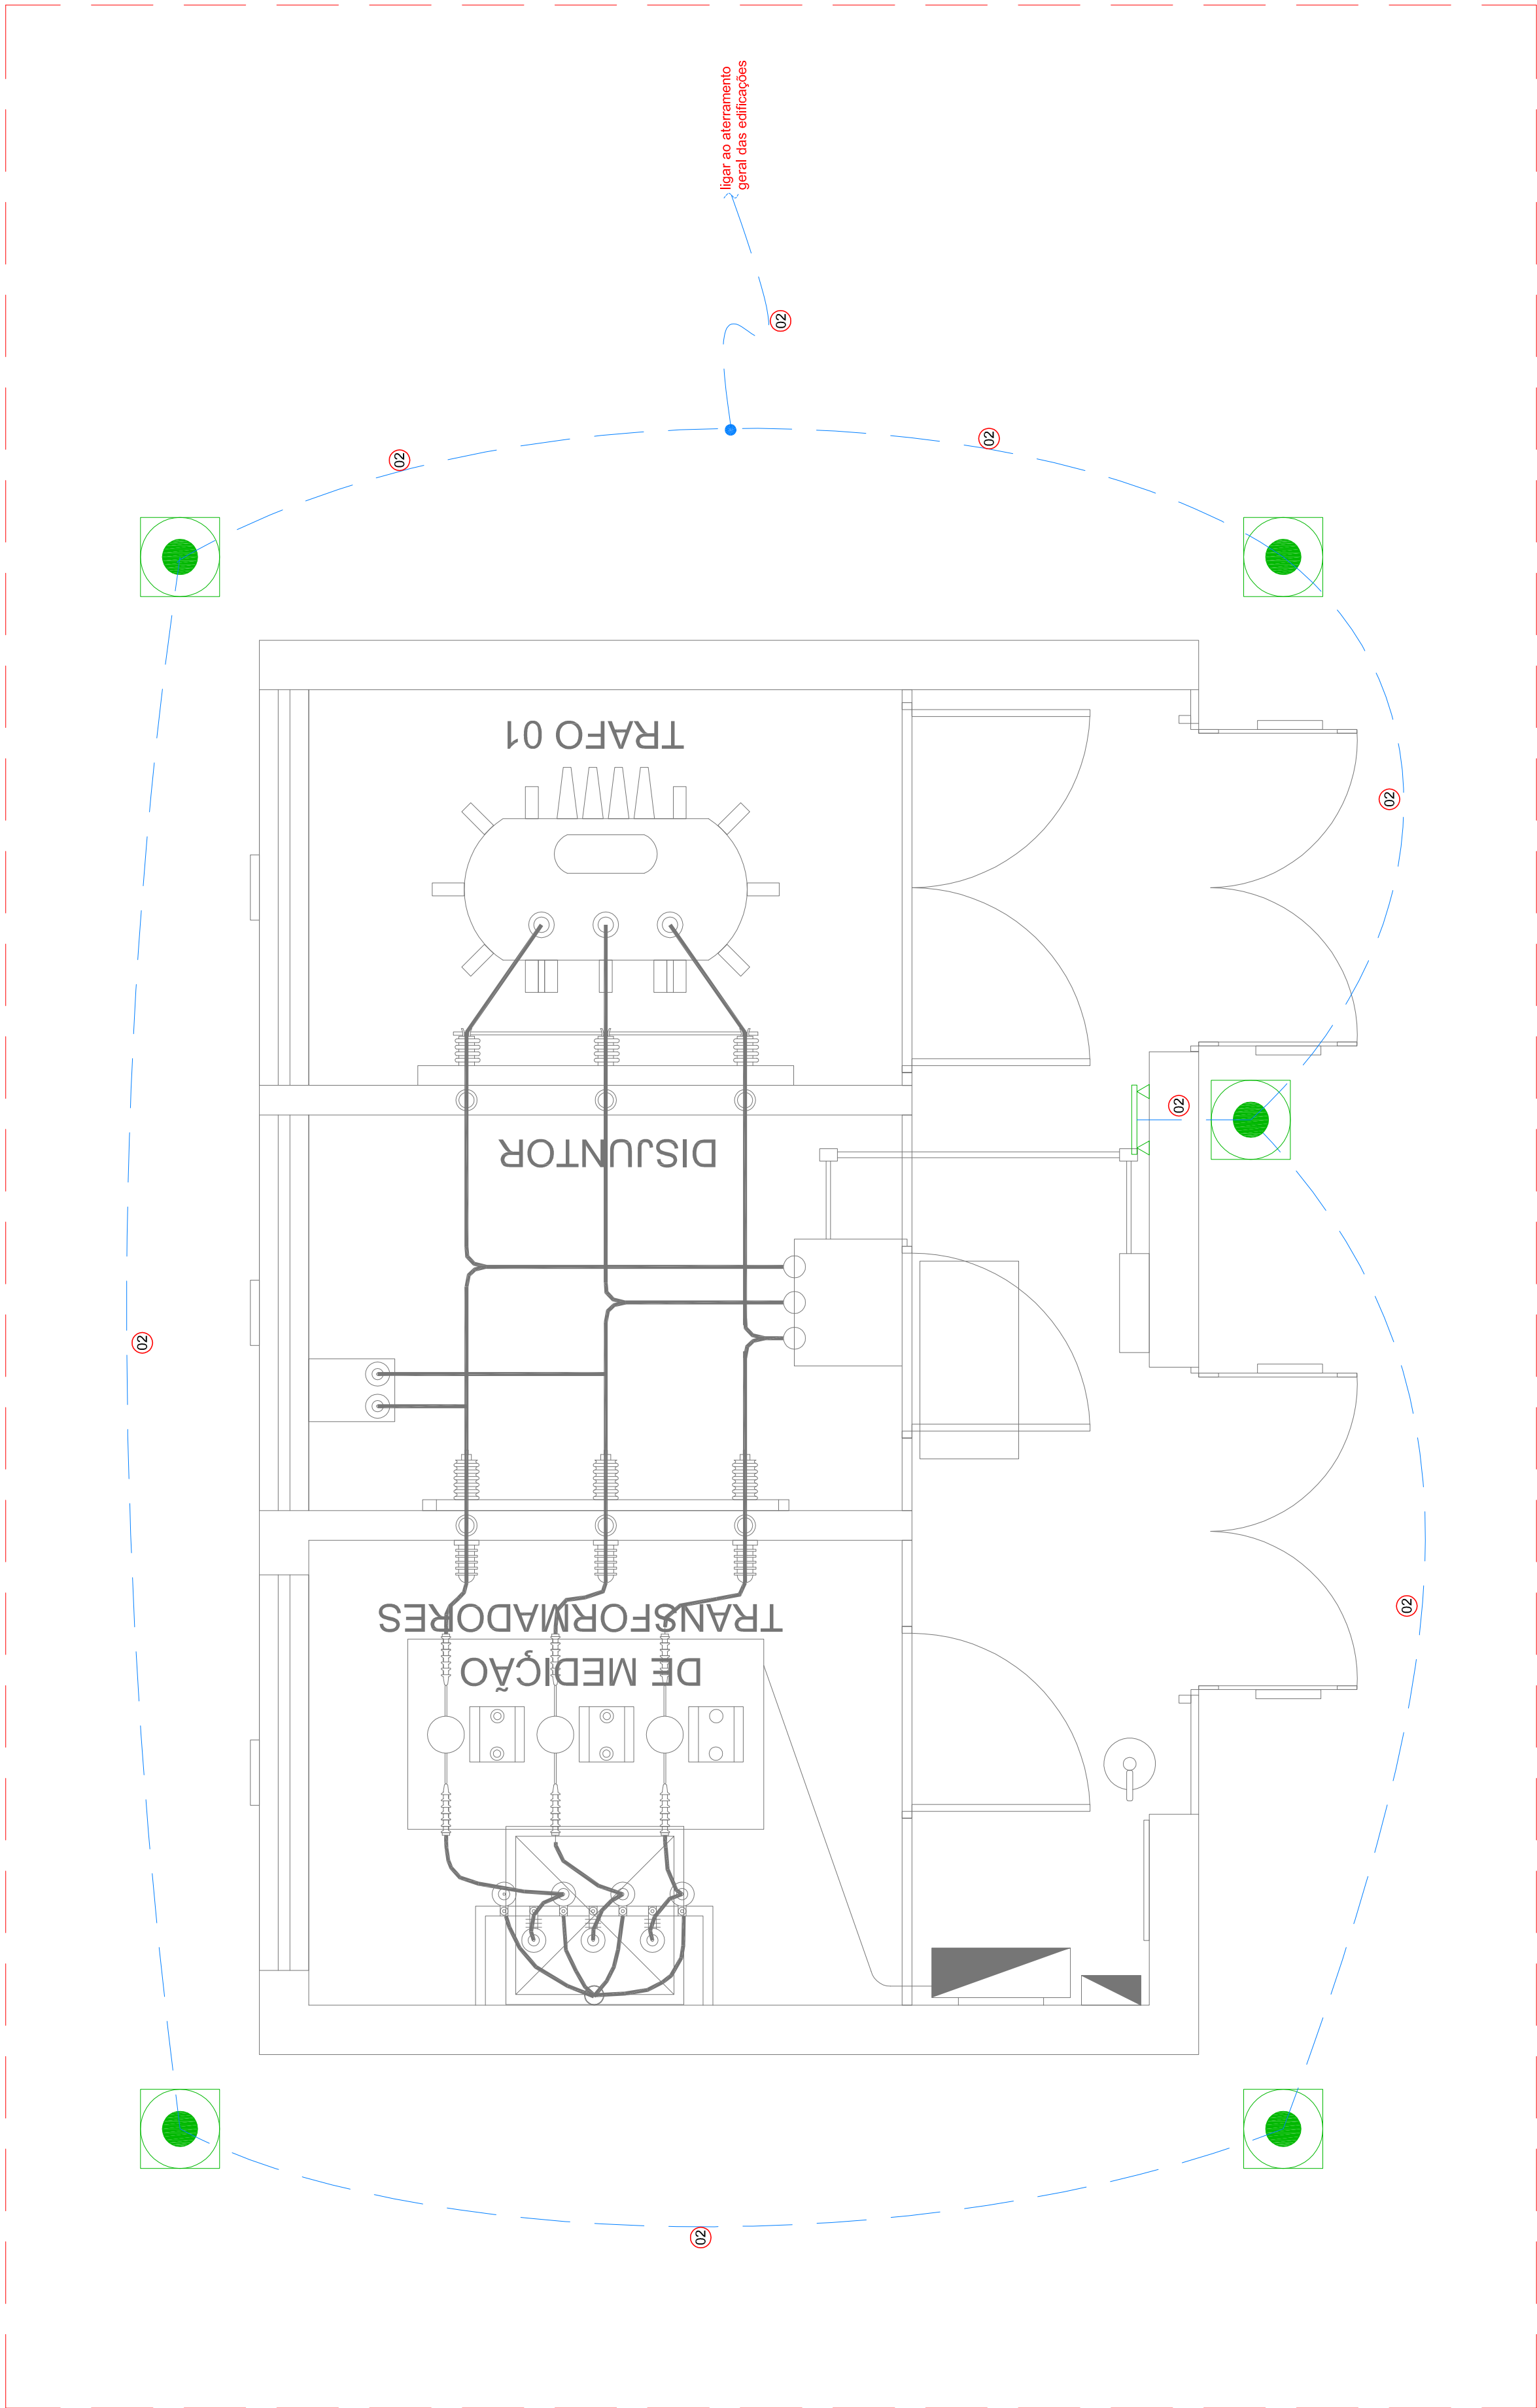 ligar ao aterramento
geral das edificações
02
02
02
TRAFO 01
02
02
DISJUNTOR
02
TRANSFORMADORES
DE MEDIÇÃO
02
02